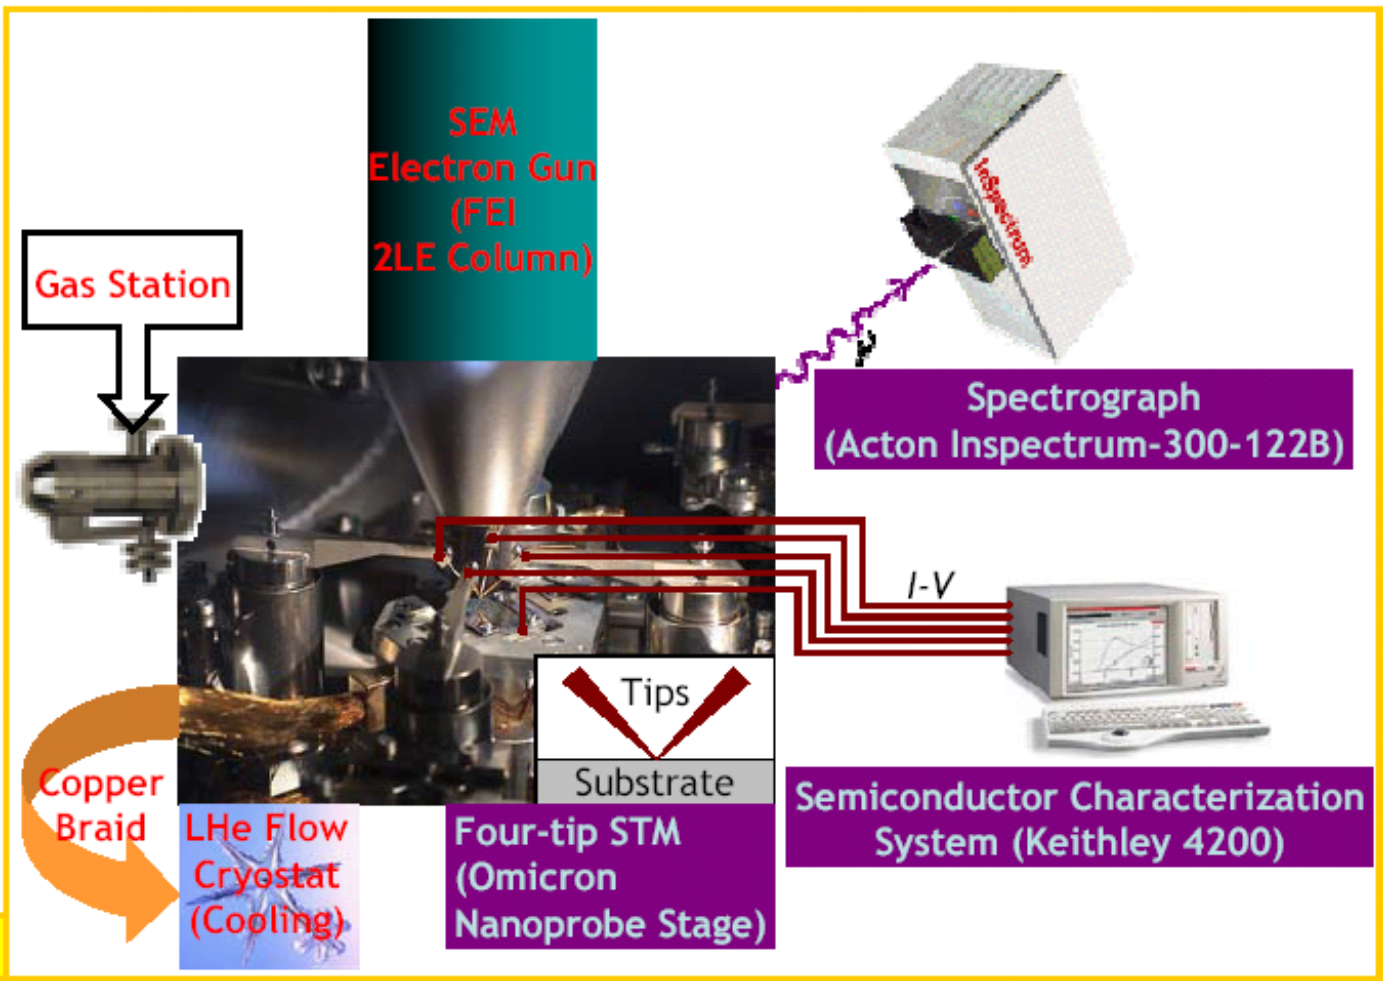 SEM
Electron Gun
(FEI
2LE Column)
Gas Station
InSpectrum
γ
Spectrograph
(Acton Inspectrum-300-122B)
I-V
Tips
Substrate
Copper
Braid
LHe Flow
Cryostat
(Cooling)
Four-tip STM
(Omicron
Nanoprobe Stage)
Semiconductor Characterization
System (Keithley 4200)